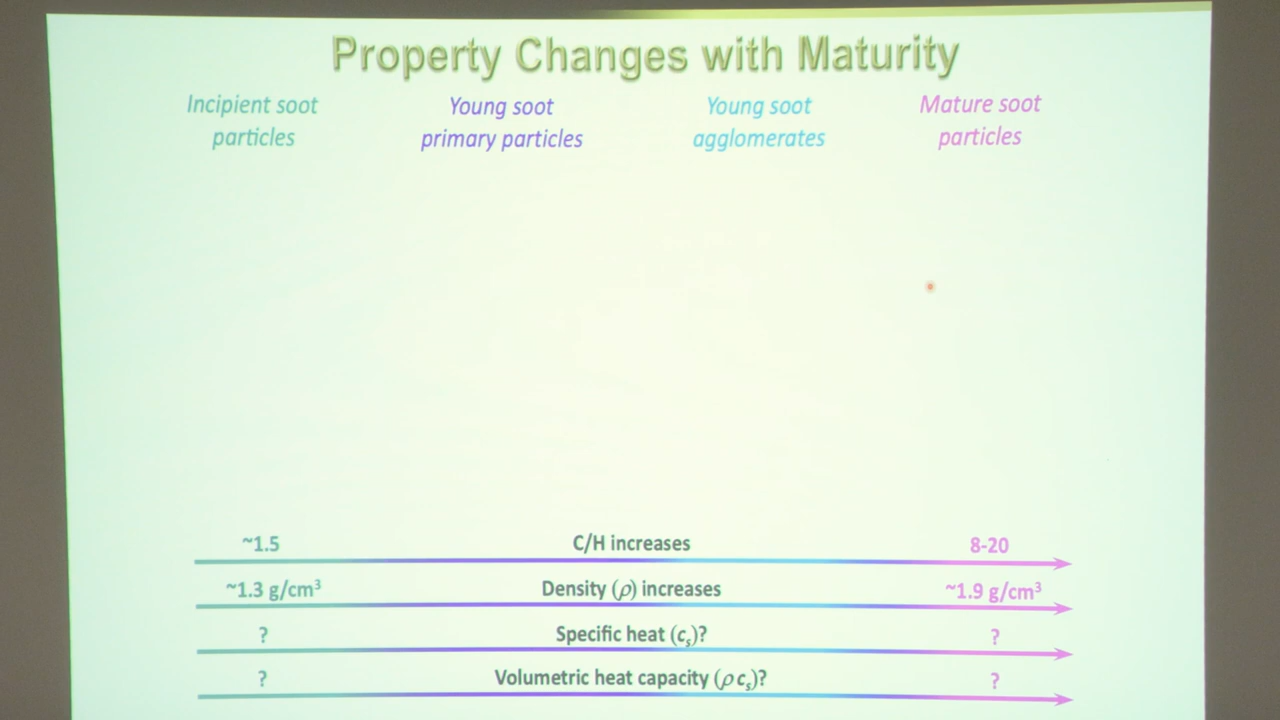 Property Changes with Maturity
Incipient soot particles
Young soot primary particles
Young soot agglomerates
Mature soot particles
~1.5 C/H increases 8-20
~1.3 g/cm³ Density (ρ) increases ~1.9 g/cm³
? Specific heat (cₛ)? ?
? Volumetric heat capacity (ρ cₛ)? ?